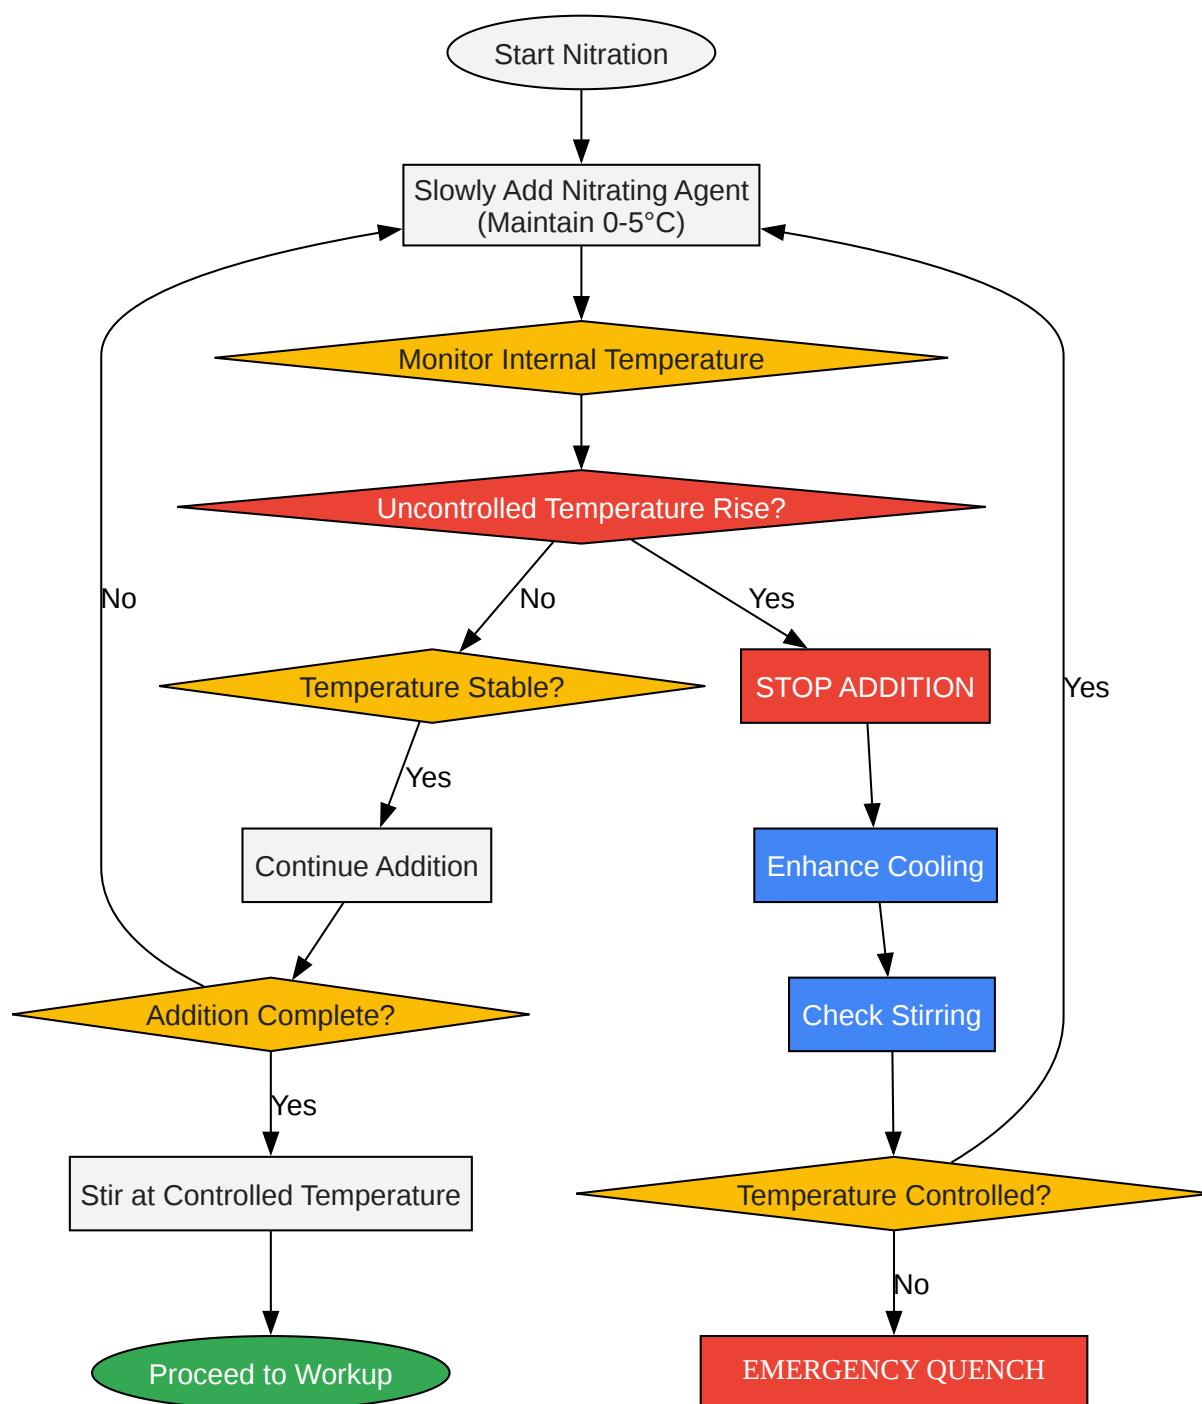 Start Nitration
Slowly Add Nitrating Agent
(Maintain 0-5°C)
Monitor Internal Temperature
Uncontrolled Temperature Rise?
No
No
Yes
Temperature Stable?
STOP ADDITION
Yes
Yes
Continue Addition
Enhance Cooling
Addition Complete?
Check Stirring
Yes
Stir at Controlled Temperature
Temperature Controlled?
No
Proceed to Workup
EMERGENCY QUENCH